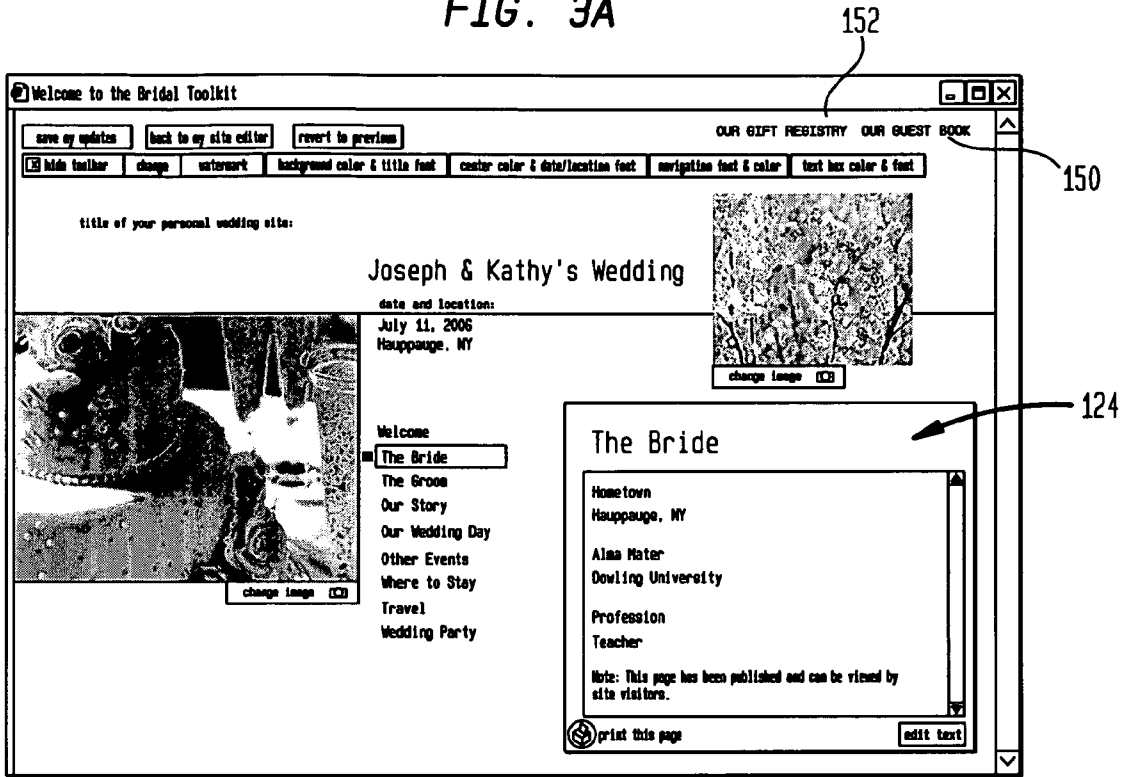 FIG. 3A
152
Welcome to the Bridal Toolkit
save my updates back to my site editor revert to previous
OUR GIFT REGISTRY OUR GUEST BOOK
150
X hide toolbar change watermark background color & title font center color & date/location font navigation font & color text box color & font
title of your personal wedding site:
Joseph & Kathy's Wedding
date and location:
July 11, 2006
Hauppauge, NY
change image
124
Welcome
The Bride
The Groom
Our Story
Our Wedding Day
Other Events
Where to Stay
Travel
Wedding Party
change image
The Bride
Hometown
Hauppauge, NY
Alma Mater
Dowling University
Profession
Teacher
Note: This page has been published and can be viewed by
site visitors.
print this page
edit text